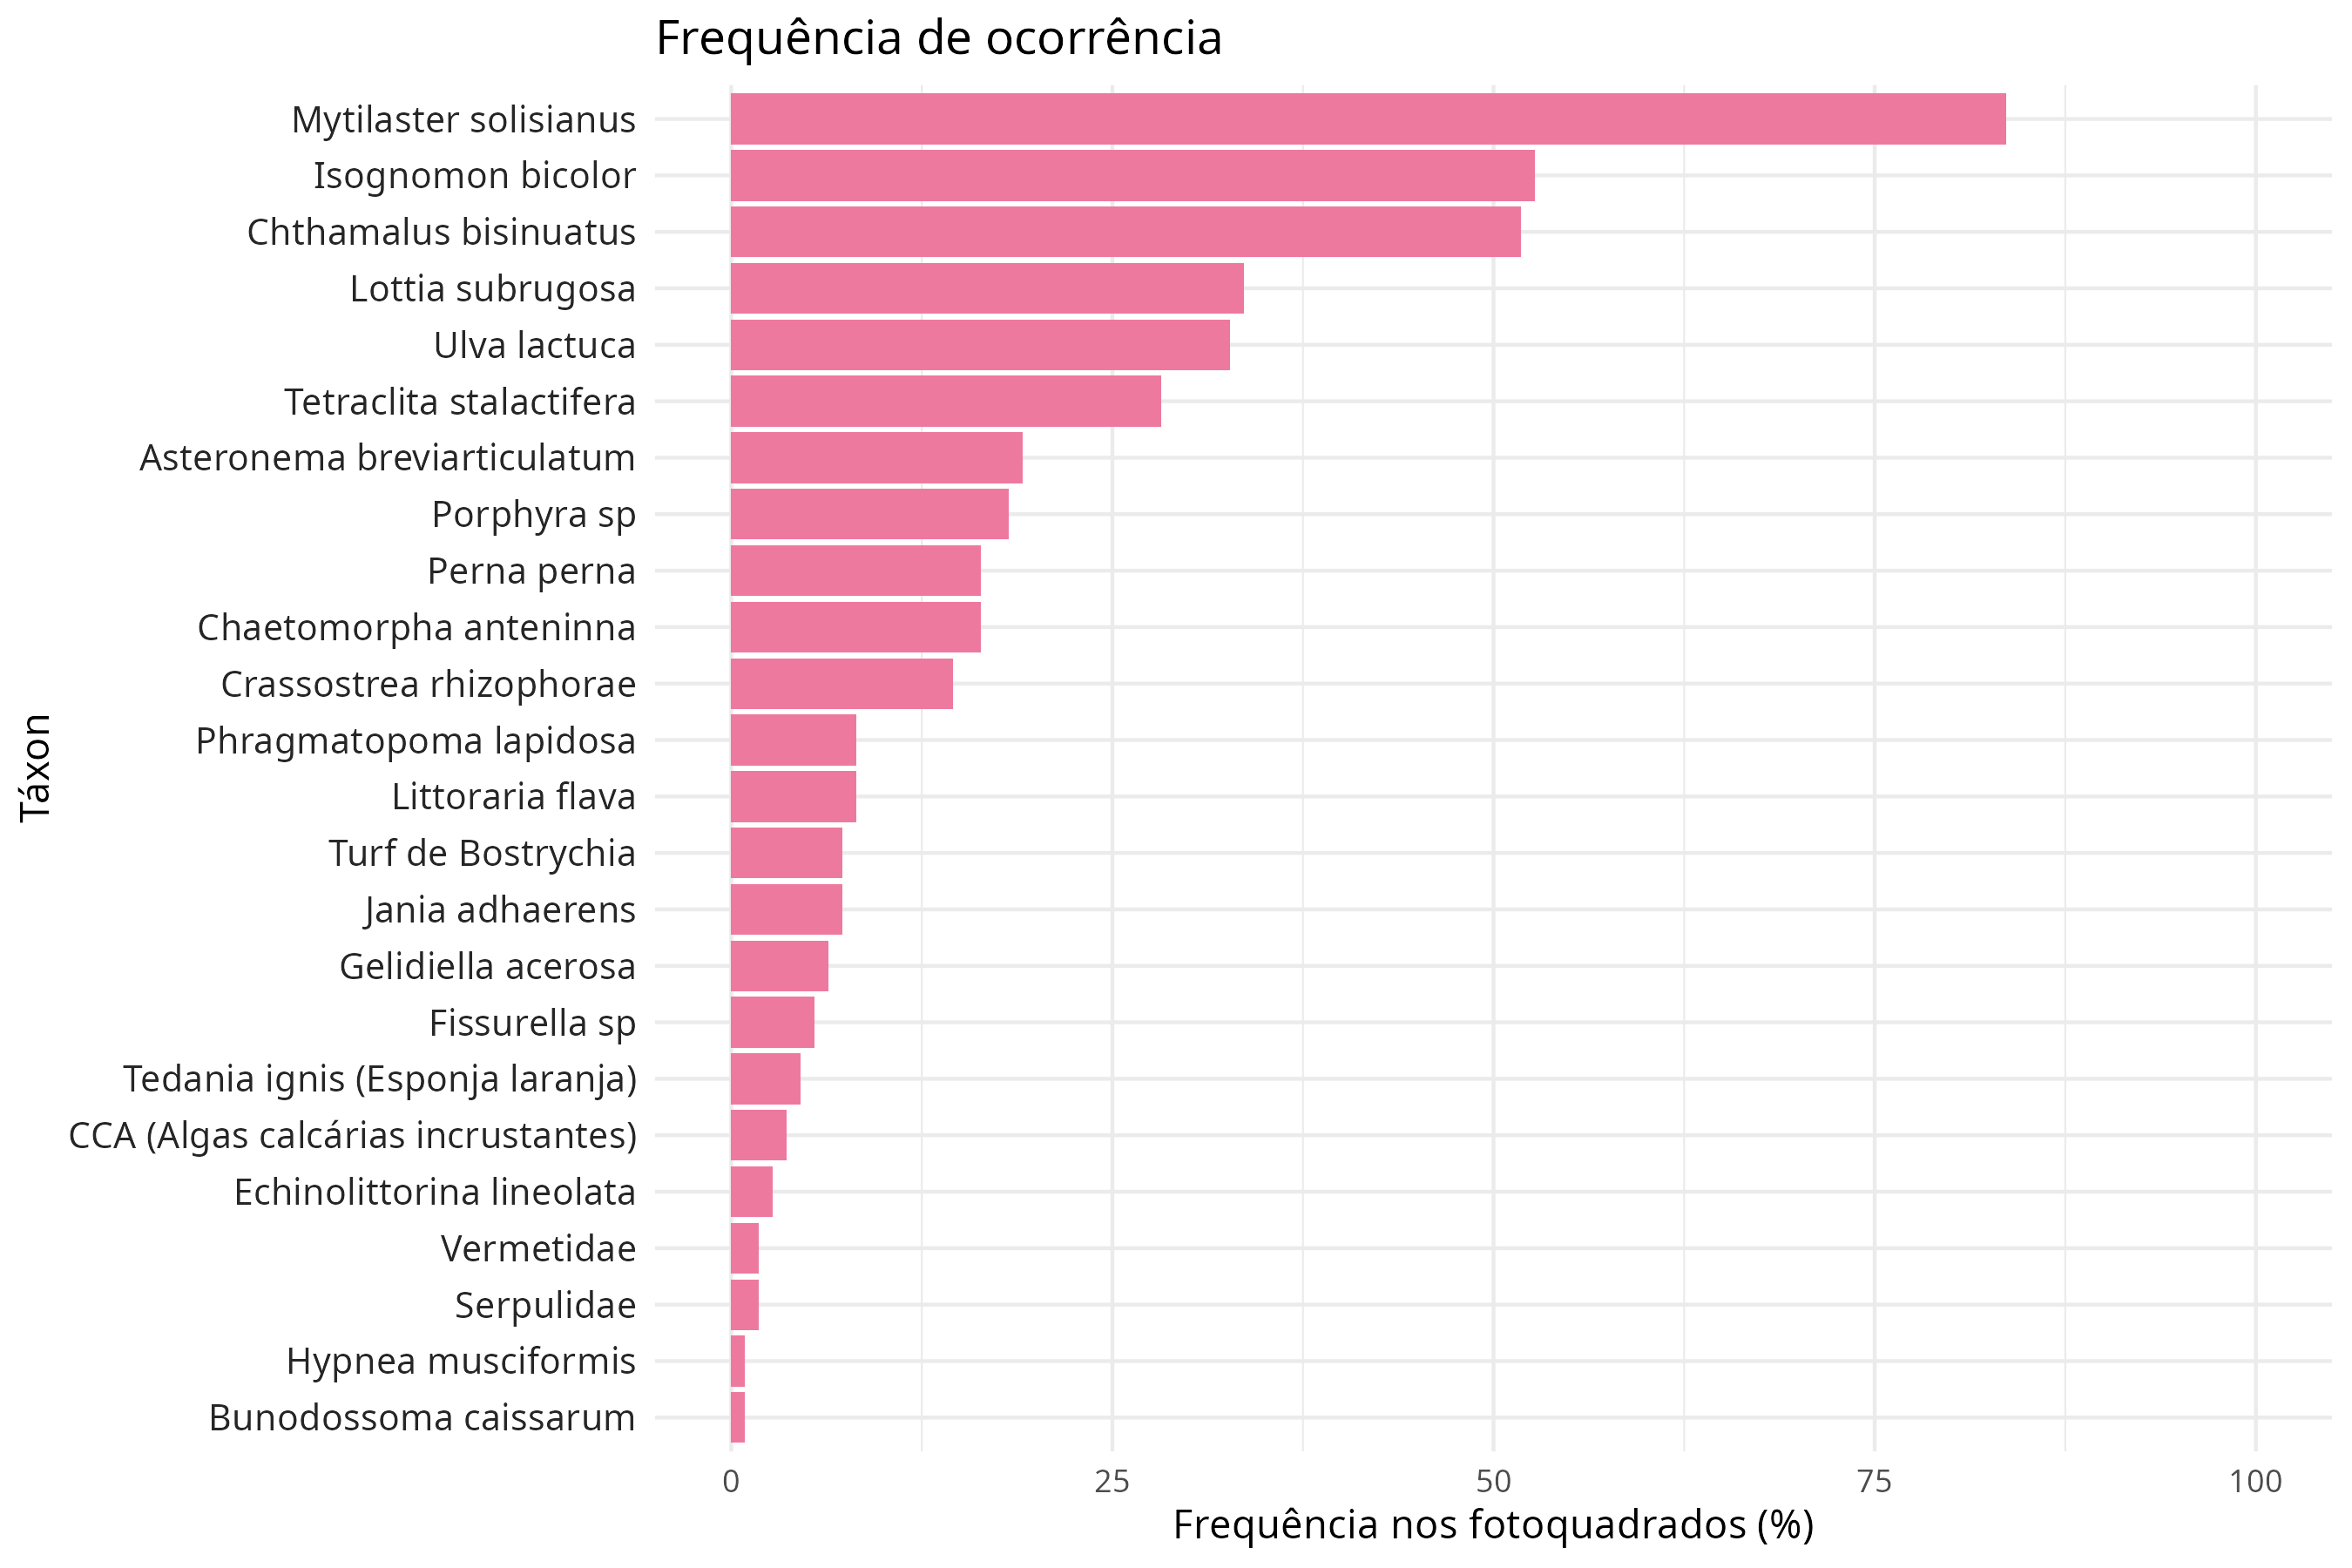 Frequência de ocorrência
Táxon
Mytilaster solisianus
Isognomon bicolor
Chthamalus bisinuatus
Lottia subrugosa
Ulva lactuca
Tetraclita stalactifera
Asteronema breviarticulatum
Porphyra sp
Perna perna
Chaetomorpha anteninna
Crassostrea rhizophorae
Phragmatopoma lapidosa
Littoraria flava
Turf de Bostrychia
Jania adhaerens
Gelidiella acerosa
Fissurella sp
Tedania ignis (Esponja laranja)
CCA (Algas calcárias incrustantes)
Echinolittorina lineolata
Vermetidae
Serpulidae
Hypnea musciformis
Bunodossoma caissarum
0 25 50 75 100
Frequência nos fotoquadrados (%)